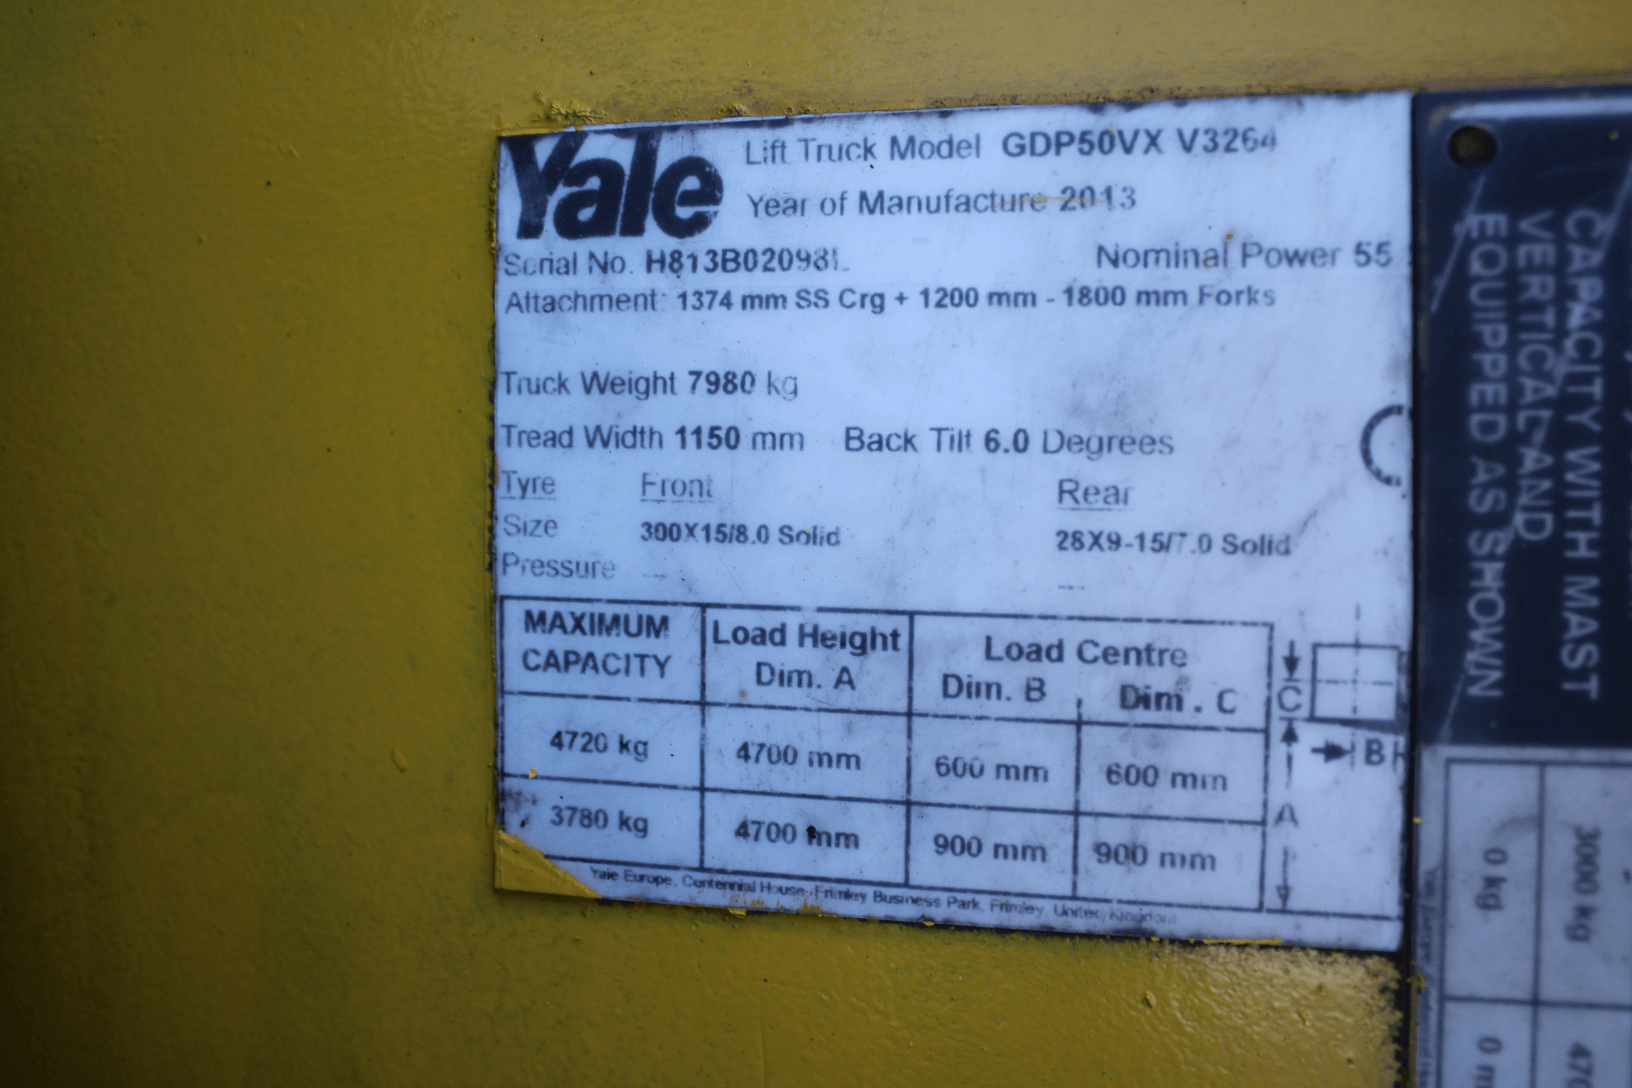 Yale
Lift Truck Model GDP50VX V3264
Year of Manufacture 2013
Serial No. Nominal Power 55
Attachment: 1374 mm SS Crg + 1200 mm - 1800 mm Forks
Truck Weight 7980 kg
Tread Width 1150 mm Back Tilt 6.0 Degrees
Tyre Front Rear
Size 300X15/8.0 Solid 28X9-15/7.0 Solid
Pressure --- ---
MAXIMUM CAPACITY Load Height Dim. A Load Centre Dim. B Dim. C
4720 kg 4700 mm 600 mm 600 mm
3780 kg 4700 mm 900 mm 900 mm
C
B
A
Yale Europe, Centennial House, Frimley Business Park, Frimley, United Kingdom
CAPACITY WITH MAST
VERTICAL AND
EQUIPPED AS SHOWN
3000 kg
0 kg